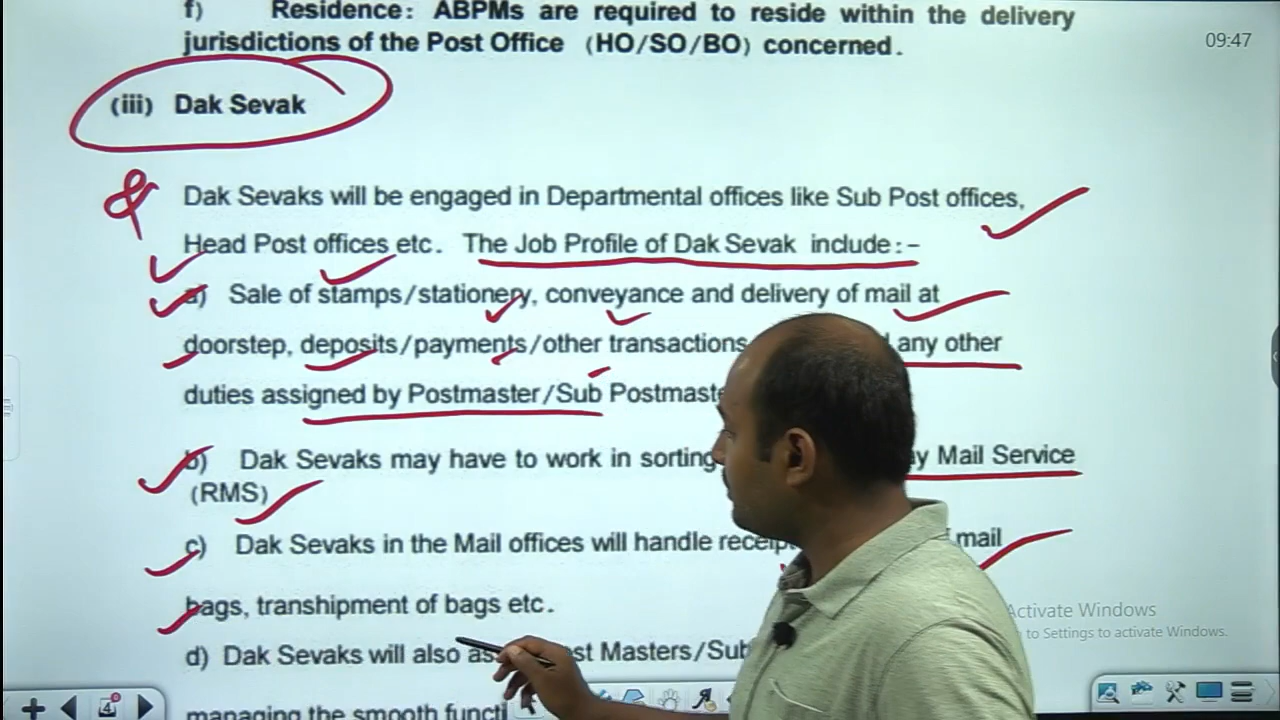 f) Residence: ABPMs are required to reside within the delivery
jurisdictions of the Post Office (HO/SO/BO) concerned.
09:47
(iii) Dak Sevak
Dak Sevaks will be engaged in Departmental offices like Sub Post offices,
Head Post offices etc. The Job Profile of Dak Sevak include:-
a) Sale of stamps/stationery, conveyance and delivery of mail at
doorstep, deposits/payments/other transactions any other
duties assigned by Postmaster/Sub
b) Dak Sevaks may have to work in sorting Mail Service
(RMS)
c) Dak Sevaks in the Mail offices will handle mail
bags, transhipment of bags etc.
Activate Windows
to Settings to activate Windows.
d) Dak Sevaks will also Masters/Sub
managing the smooth
4